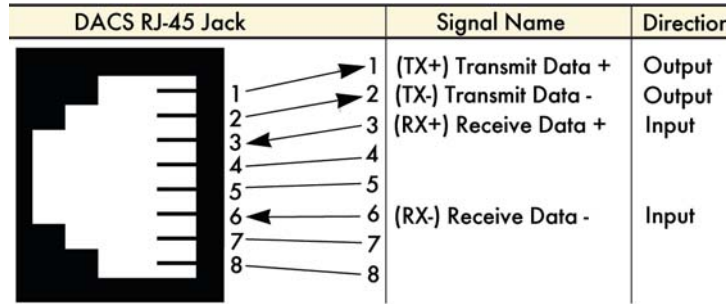 DACS RJ-45 Jack Signal Name Direction
1 1 (TX+) Transmit Data + Output
2 2 (TX-) Transmit Data - Output
3 3 (RX+) Receive Data + Input
4 4
5 5
6 6 (RX-) Receive Data - Input
7 7
8 8